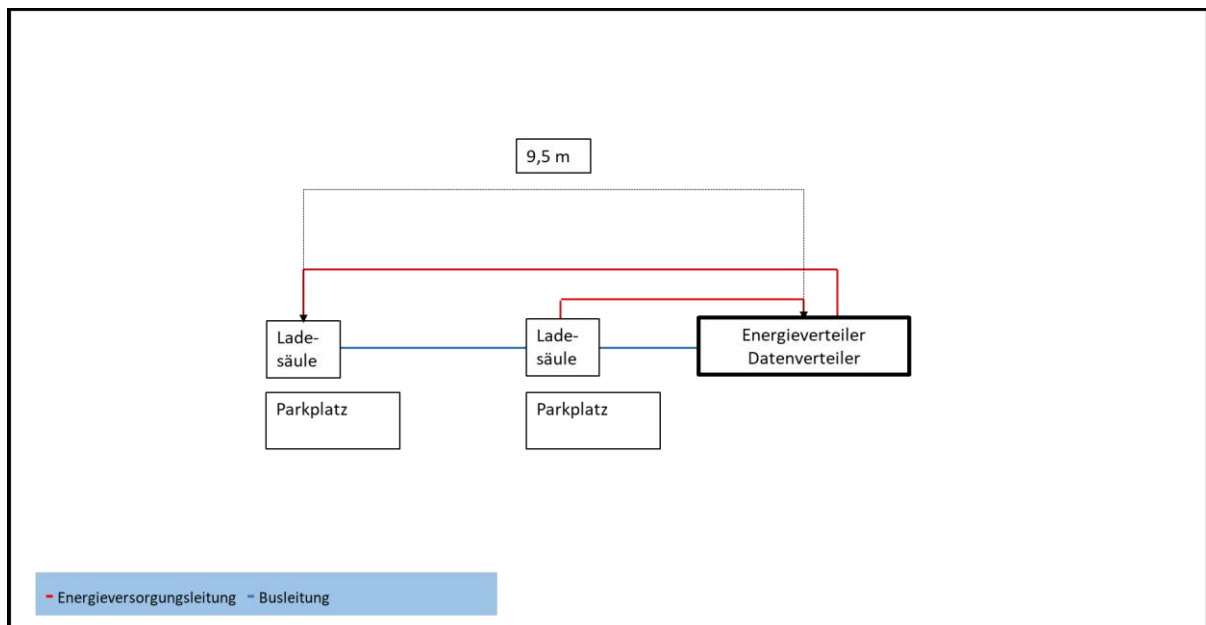 9,5 m
Lade-
säule
Lade-
säule
Energieverteiler
Datenverteiler
Parkplatz
Parkplatz
Energieversorgungsleitung
Busleitung